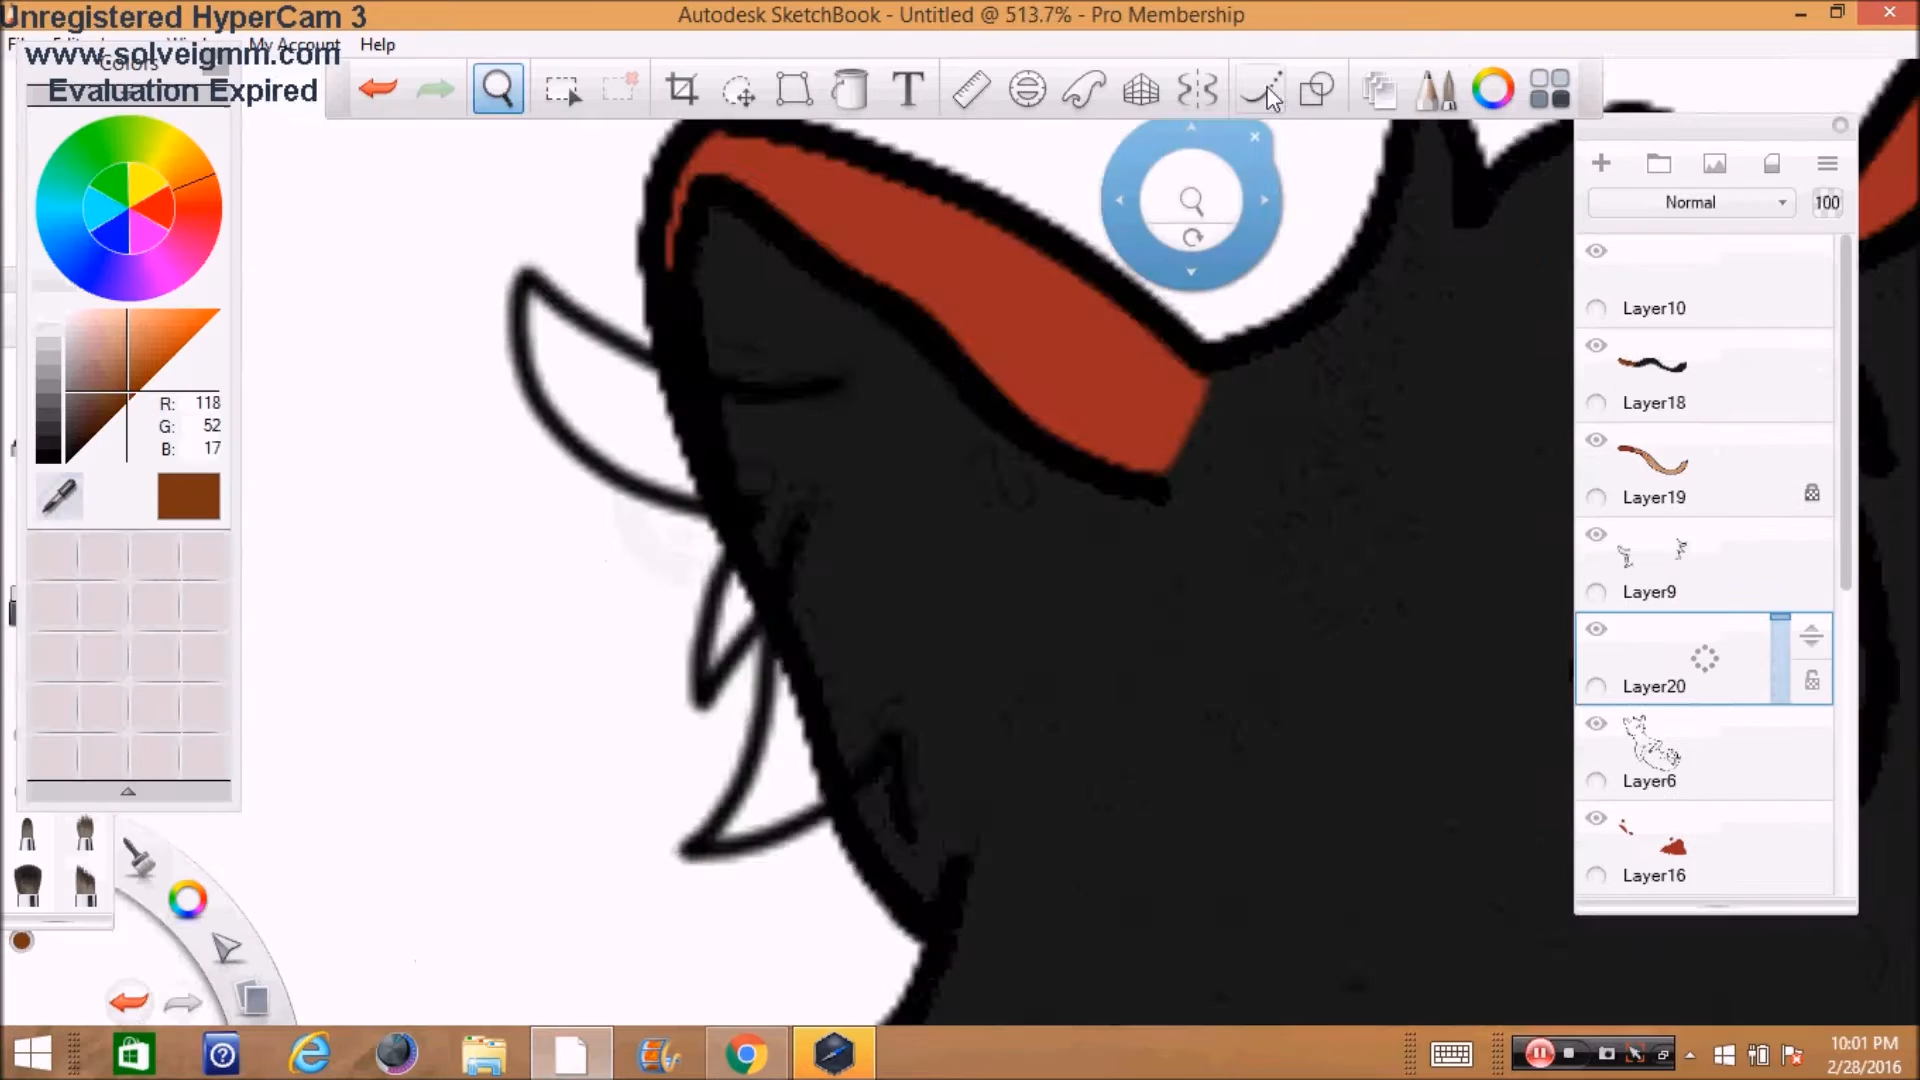 Unregistered HyperCam 3
Autodesk SketchBook - Untitled @ 513.7% - Pro Membership
My Account Help
www.solveigmm.com
Colors
Evaluation Expired
T
Normal
100
Layer10
Layer18
R: 118
G: 52
B: 17
Layer19
Layer9
Layer20
Layer6
Layer16
10:01 PM
2/28/2016